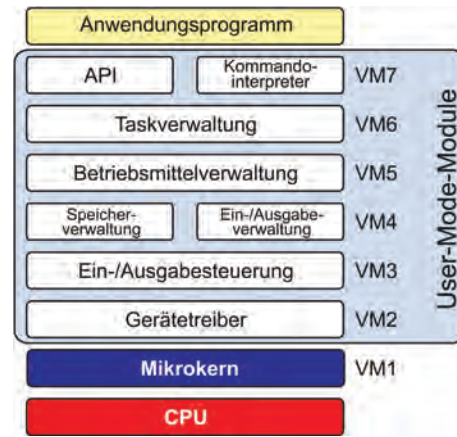 Anwendungsprogramm
API
Kommando-
interpreter
VM7
Taskverwaltung
VM6
Betriebsmittelverwaltung
VM5
Speicher-
verwaltung
Ein-/Ausgabe-
verwaltung
VM4
Ein-/Ausgabesteuerung
VM3
Gerätetreiber
VM2
User-Mode-Module
Mikrokern
VM1
CPU